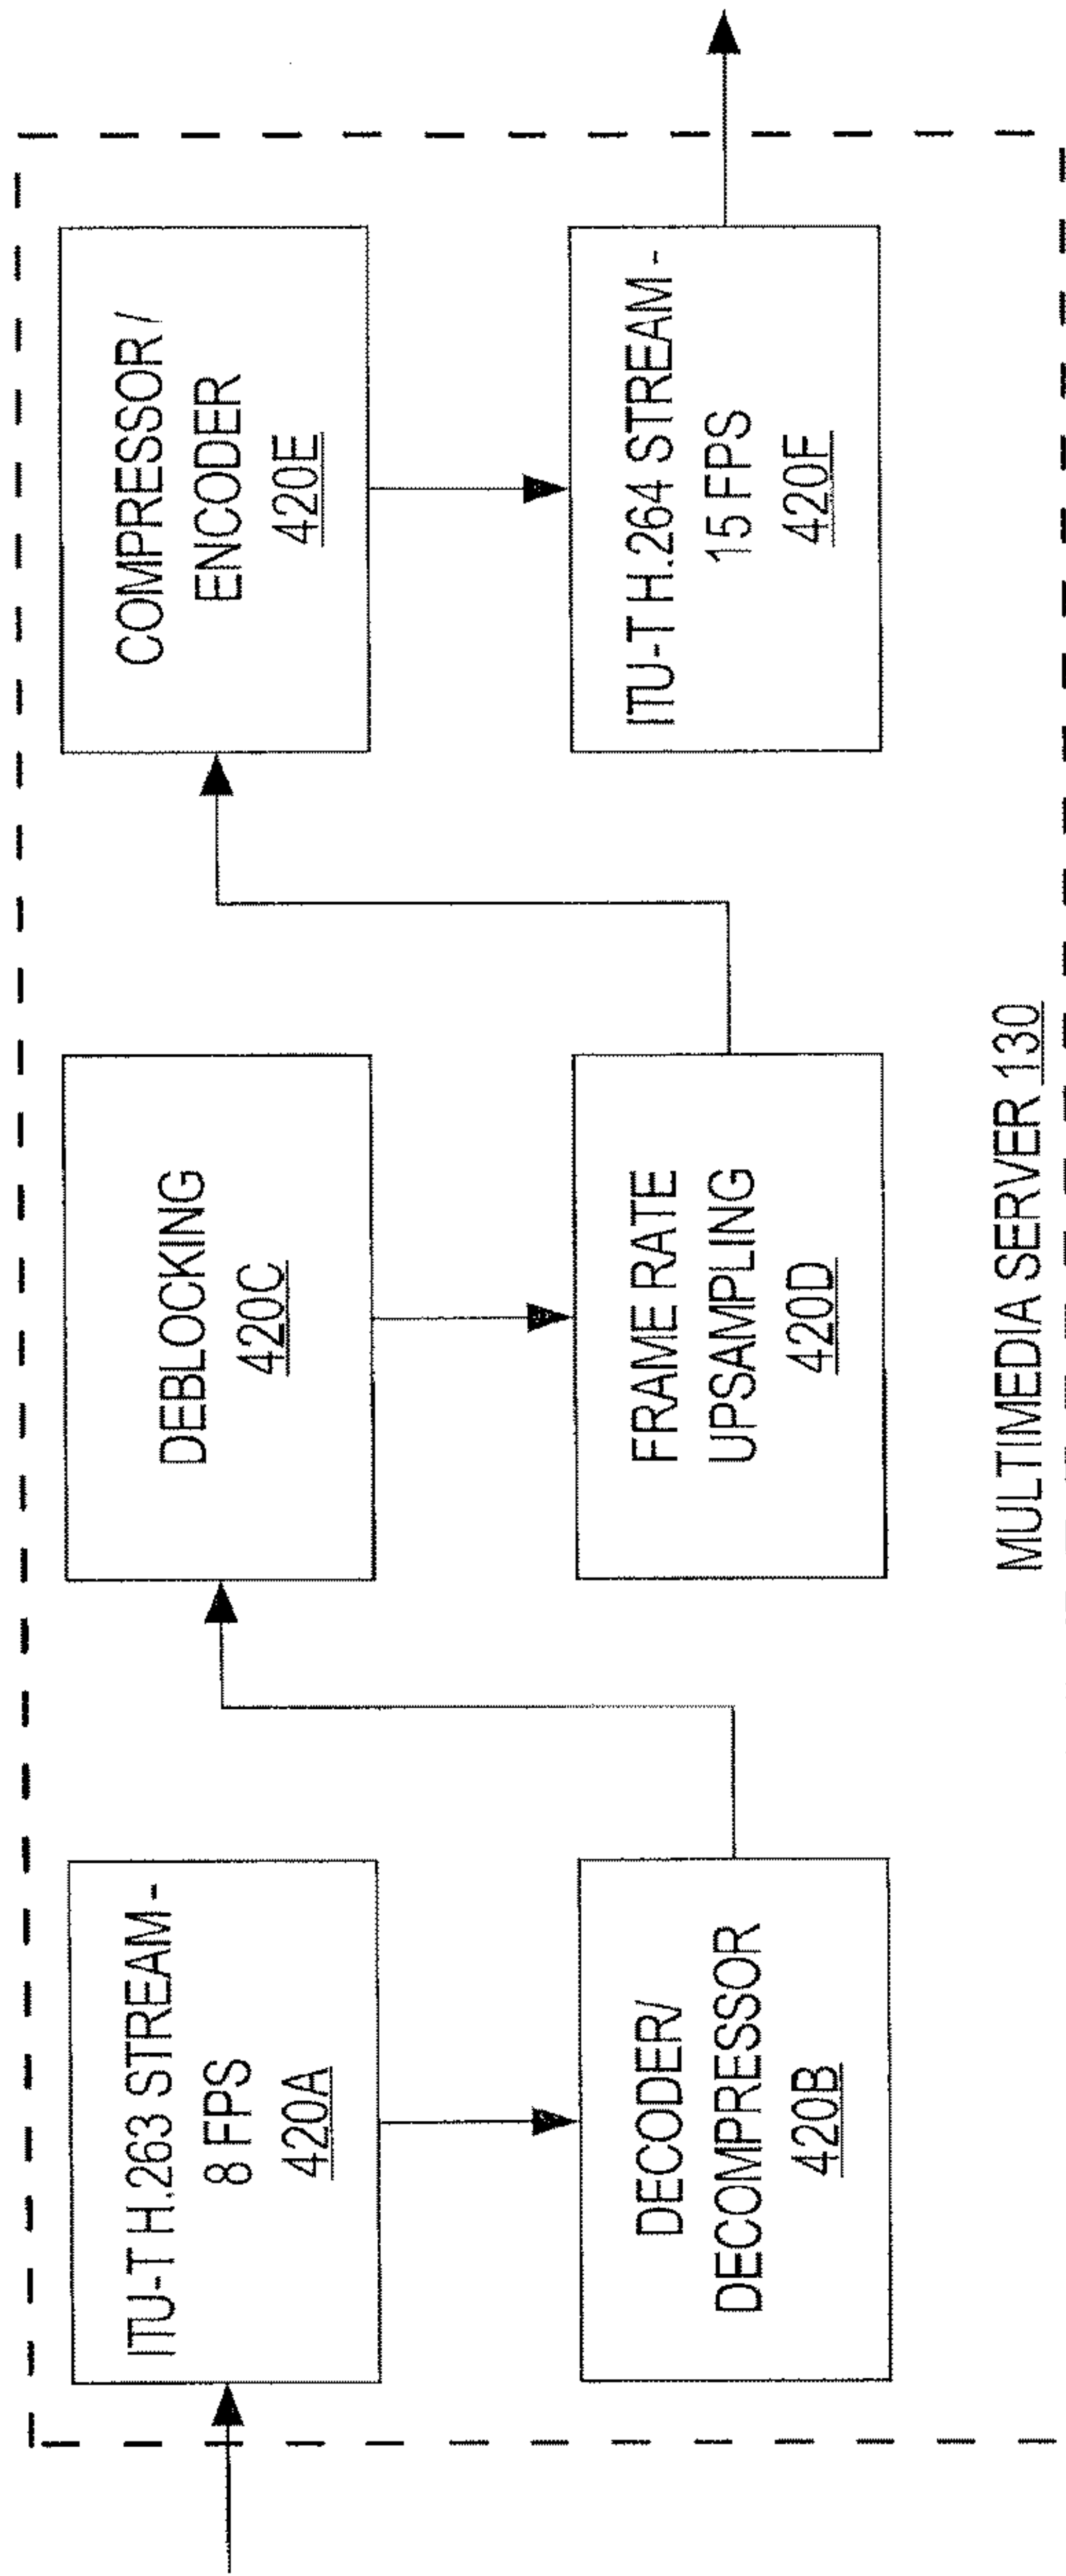 ITU-T H.263 STREAM -
8 FPS
420A
DECODER/
DECOMPRESSOR
420B
DEBLOCKING
420C
FRAME RATE
UPSAMPLING
420D
COMPRESSOR /
ENCODER
420E
ITU-T H.264 STREAM -
15 FPS
420F
MULTIMEDIA SERVER 130